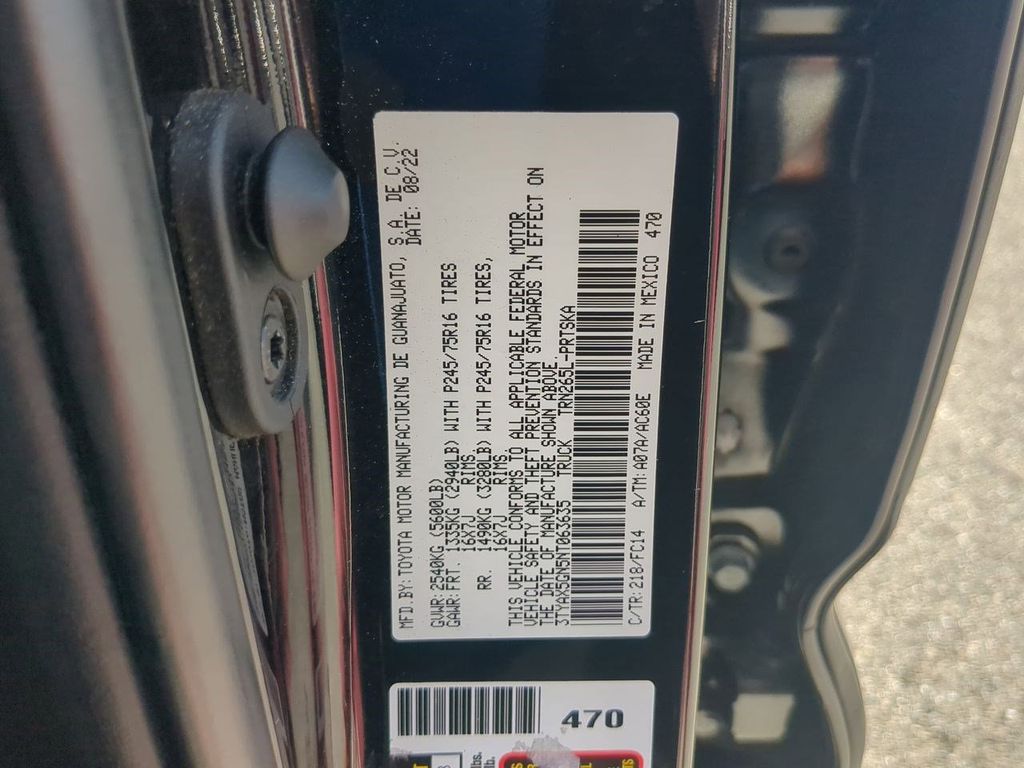 MFD.BY:TOYOTA MOTOR MANUFACTURING DE GUANAJUATO, S.A. DE C.V.
DATE: 08/22
GVWR:2540KG (5600LB)
GAWR:FRT. 1335KG (2940LB) WITH P245/75R16 TIRES
16X7J RIMS.
RR. 1490KG (3280LB) WITH P245/75R16 TIRES,
16X7J RIMS.
THIS VEHICLE CONFORMS TO ALL APPLICABLE FEDERAL MOTOR
VEHICLE SAFETY AND THEFT PREVENTION STANDARDS IN EFFECT ON
THE DATE OF MANUFACTURE SHOWN ABOVE.
3TYAX5GN5NT063635 TRUCK TRN265L-PRTSKA
C/TR:218/FC14 A/TM:A07A/AC60E MADE IN MEXICO 470
470